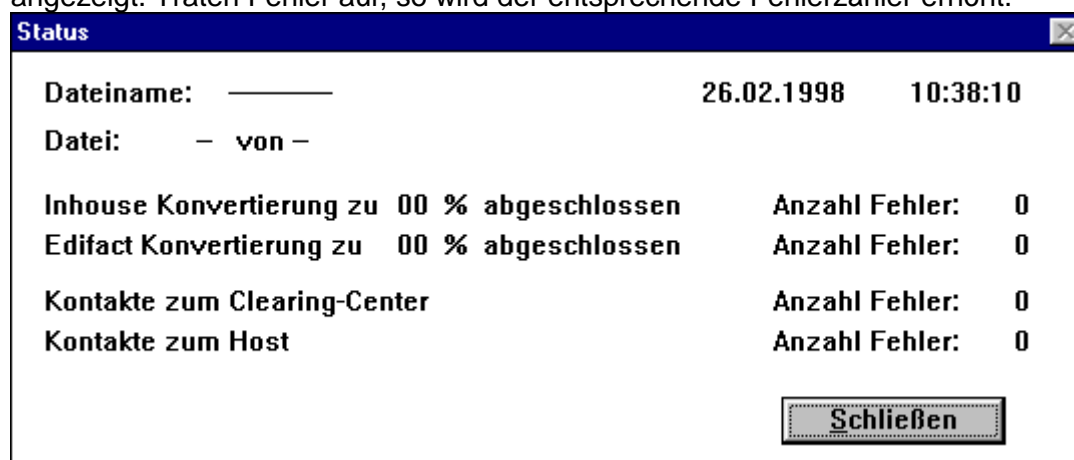 angezeigt. Traten Fehler auf, so wird der entsprechende Fehlerzähler erhöht.
Status
Dateiname: ——— 26.02.1998 10:38:10
Datei: – von –
Inhouse Konvertierung zu 00 % abgeschlossen Anzahl Fehler: 0
Edifact Konvertierung zu 00 % abgeschlossen Anzahl Fehler: 0
Kontakte zum Clearing-Center Anzahl Fehler: 0
Kontakte zum Host Anzahl Fehler: 0
Schließen